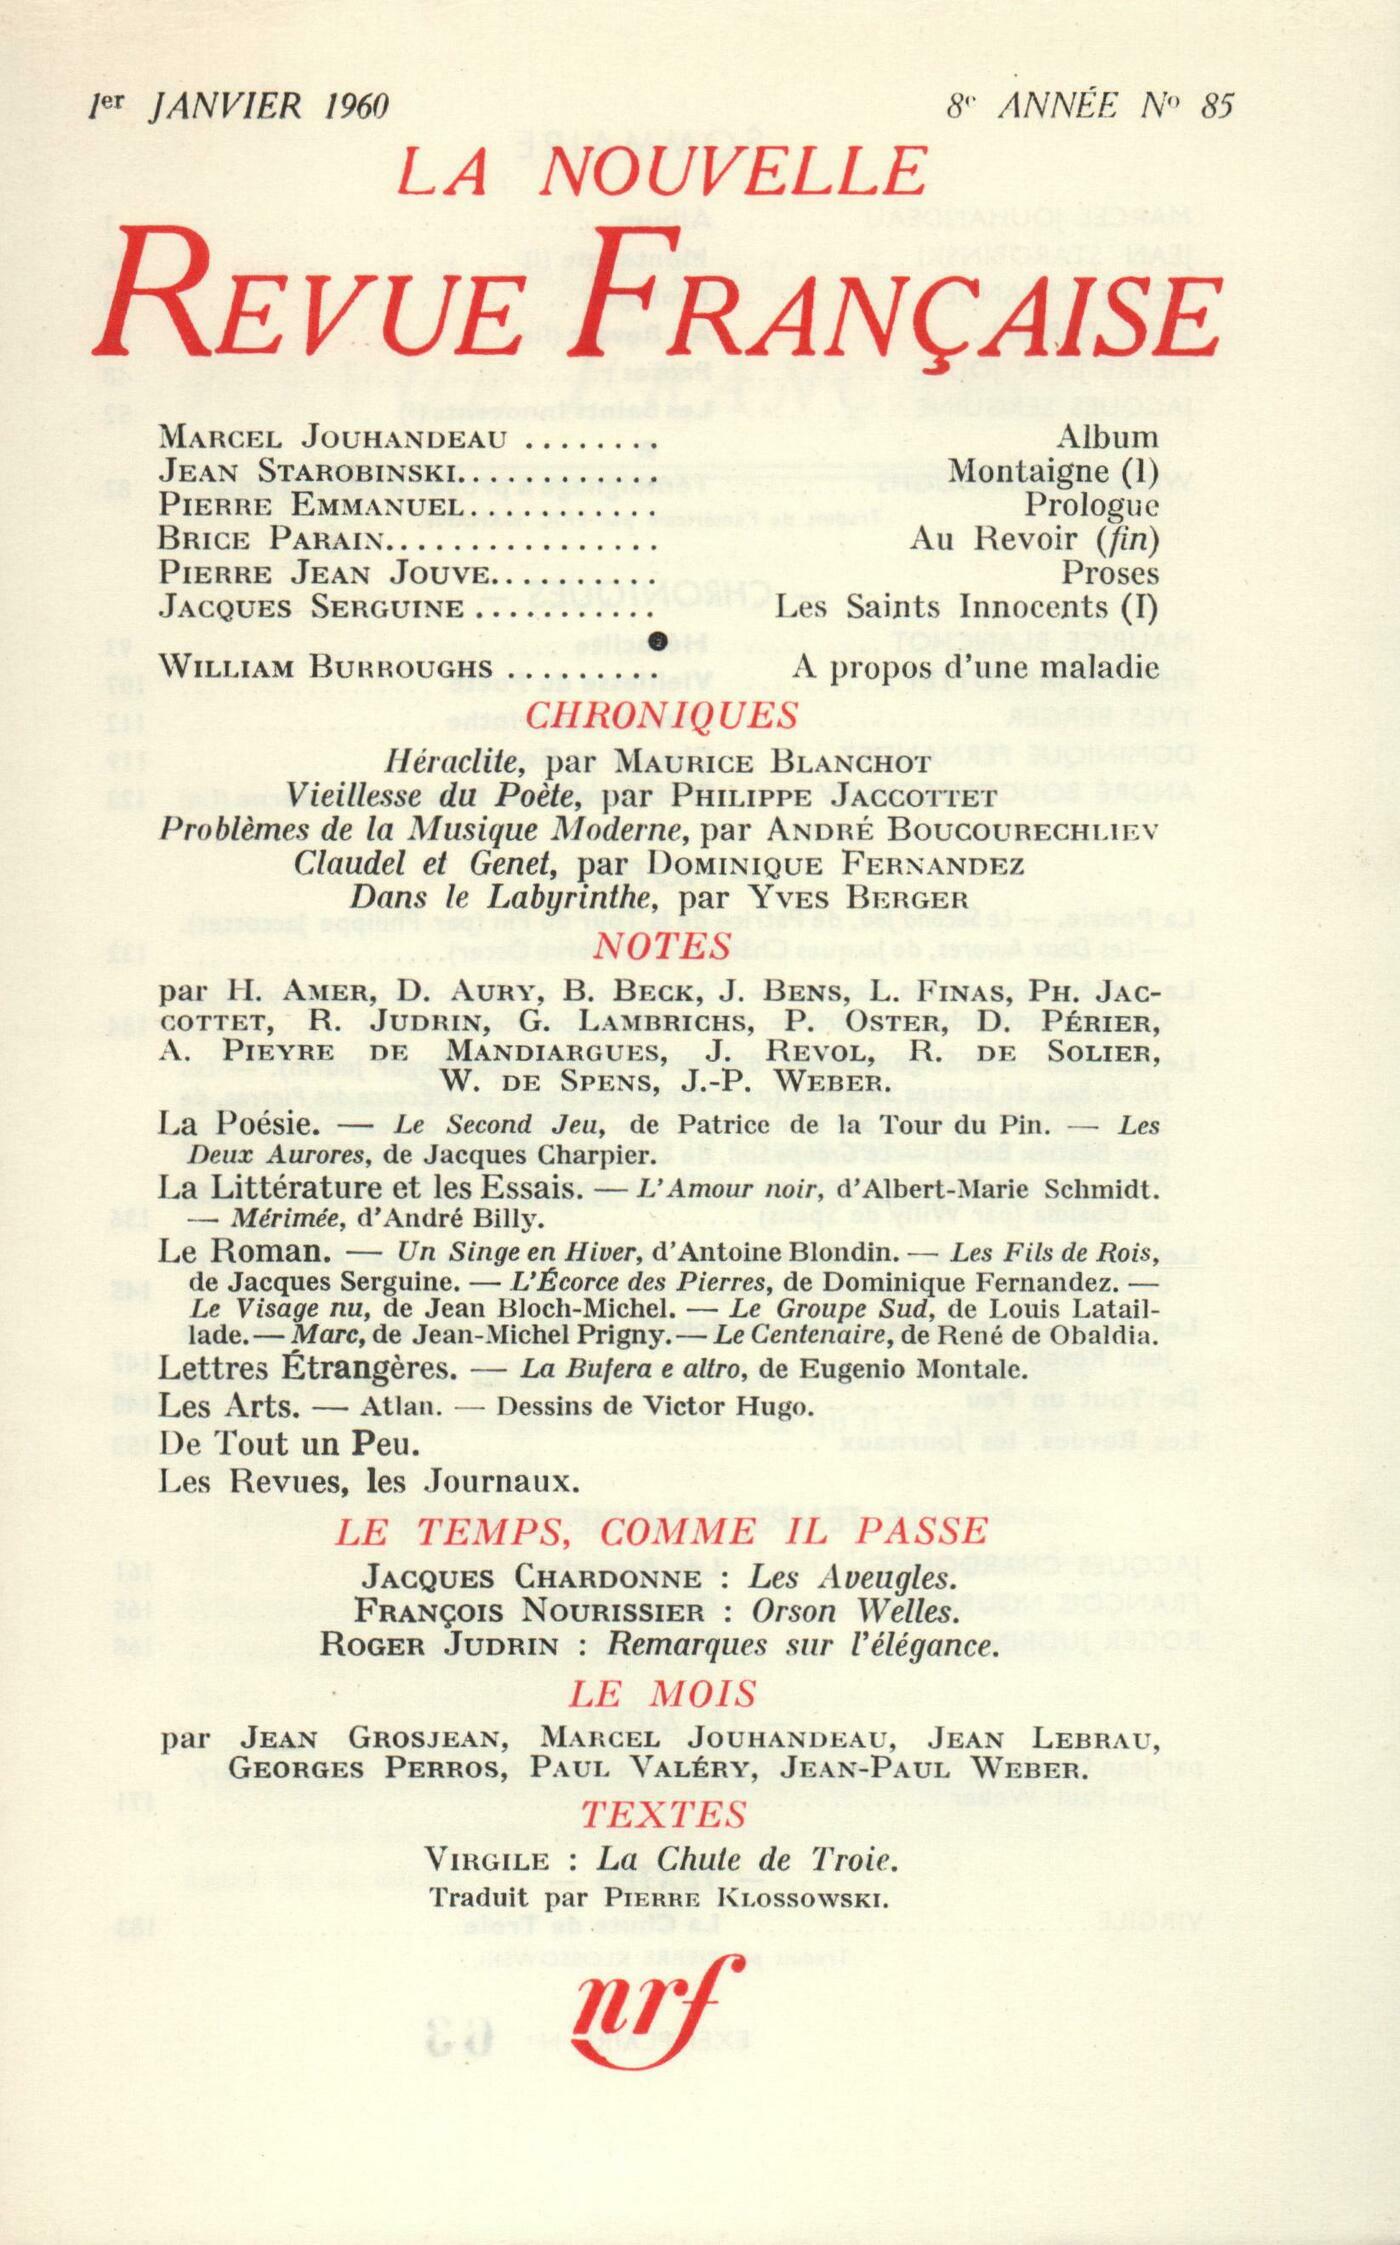 1er JANVIER 1960 8e ANNÉE No 85
LA NOUVELLE
REVUE FRANÇAISE
MARCEL JOUHANDEAU ........ Album
JEAN STAROBINSKI............ Montaigne (I)
PIERRE EMMANUEL........... Prologue
BRICE PARAIN................. Au Revoir (fin)
PIERRE JEAN JOUVE.......... Proses
JACQUES SERGUINE ........... Les Saints Innocents (I)
●
WILLIAM BURROUGHS ......... A propos d'une maladie
CHRONIQUES
Héraclite, par MAURICE BLANCHOT
Vieillesse du Poète, par PHILIPPE JACCOTTET
Problèmes de la Musique Moderne, par ANDRÉ BOUCOURECHLIEV
Claudel et Genet, par DOMINIQUE FERNANDEZ
Dans le Labyrinthe, par YVES BERGER
NOTES
par H. AMER, D. AURY, B. BECK, J. BENS, L. FINAS, PH. JAC-
COTTET, R. JUDRIN, G. LAMBRICHS, P. OSTER, D. PÉRIER,
A. PIEYRE DE MANDIARGUES, J. REVOL, R. DE SOLIER,
W. DE SPENS, J.-P. WEBER.
La Poésie. — Le Second Jeu, de Patrice de la Tour du Pin. — Les
Deux Aurores, de Jacques Charpier.
La Littérature et les Essais. — L'Amour noir, d'Albert-Marie Schmidt.
— Mérimée, d'André Billy.
Le Roman. — Un Singe en Hiver, d'Antoine Blondin. — Les Fils de Rois,
de Jacques Serguine. — L'Écorce des Pierres, de Dominique Fernandez. —
Le Visage nu, de Jean Bloch-Michel. — Le Groupe Sud, de Louis Latail-
lade. — Marc, de Jean-Michel Prigny. — Le Centenaire, de René de Obaldia.
Lettres Étrangères. — La Bufera e altro, de Eugenio Montale.
Les Arts. — Atlan. — Dessins de Victor Hugo.
De Tout un Peu.
Les Revues, les Journaux.
LE TEMPS, COMME IL PASSE
JACQUES CHARDONNE : Les Aveugles.
FRANÇOIS NOURISSIER : Orson Welles.
ROGER JUDRIN : Remarques sur l'élégance.
LE MOIS
par JEAN GROSJEAN, MARCEL JOUHANDEAU, JEAN LEBRAU,
GEORGES PERROS, PAUL VALÉRY, JEAN-PAUL WEBER.
TEXTES
VIRGILE : La Chute de Troie.
Traduit par PIERRE KLOSSOWSKI.
nrf